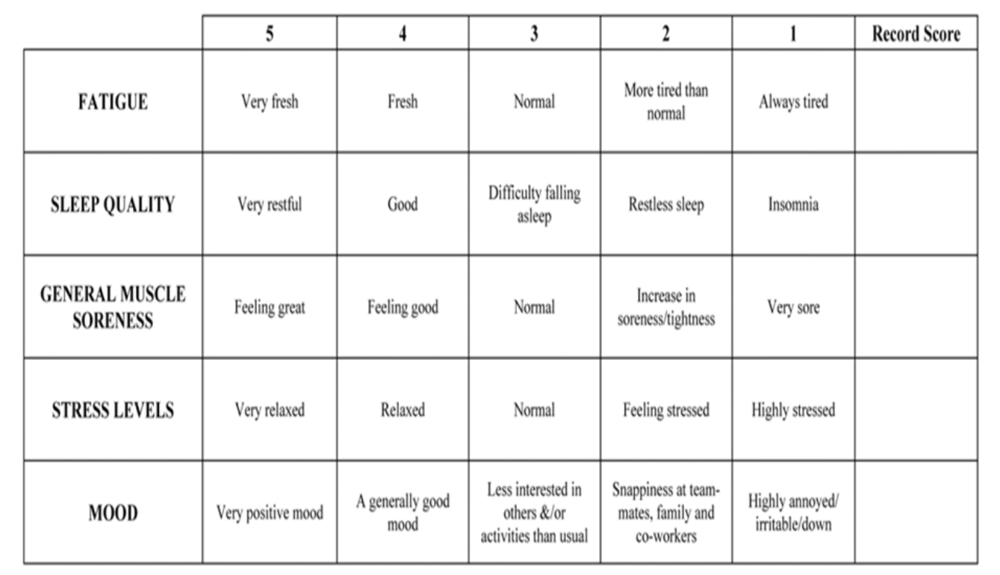 5 4 3 2 1 Record Score
FATIGUE Very fresh Fresh Normal More tired than normal Always tired
SLEEP QUALITY Very restful Good Difficulty falling asleep Restless sleep Insomnia
GENERAL MUSCLE SORENESS Feeling great Feeling good Normal Increase in soreness/tightness Very sore
STRESS LEVELS Very relaxed Relaxed Normal Feeling stressed Highly stressed
MOOD Very positive mood A generally good mood Less interested in others &/or activities than usual Snappiness at team-mates, family and co-workers Highly annoyed/ irritable/down